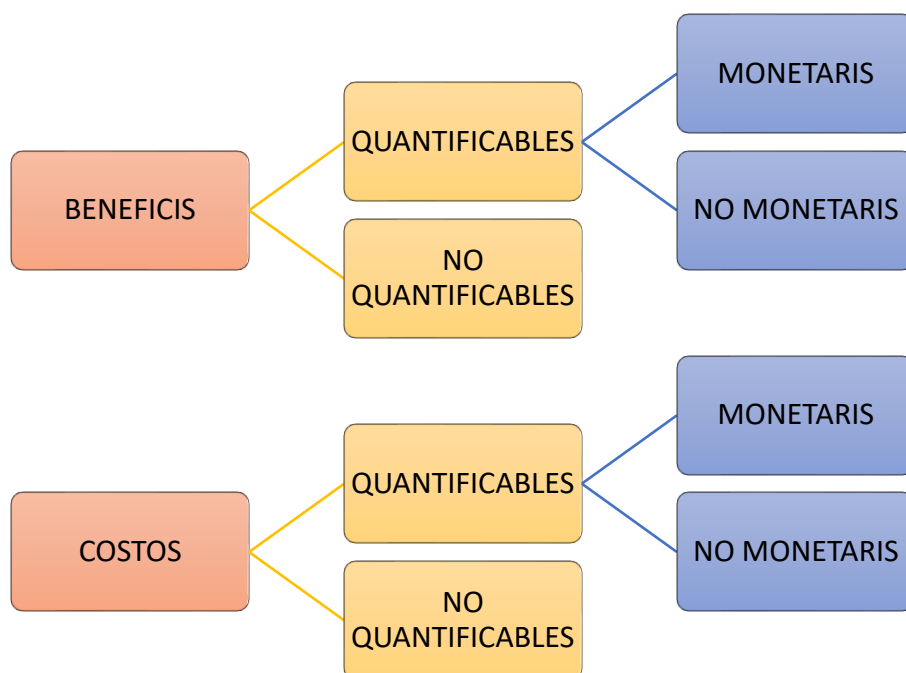 BENEFICIS
QUANTIFICABLES
MONETARIS
NO MONETARIS
NO
QUANTIFICABLES
COSTOS
QUANTIFICABLES
MONETARIS
NO MONETARIS
NO
QUANTIFICABLES